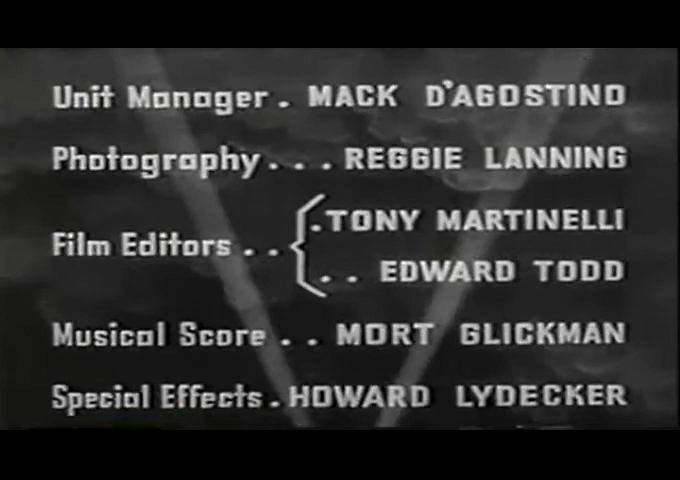 Unit Manager . MACK D'AGOSTINO
Photography . . . REGGIE LANNING
Film Editors . . { . TONY MARTINELLI
. . EDWARD TODD
Musical Score . . MORT GLICKMAN
Special Effects . HOWARD LYDECKER